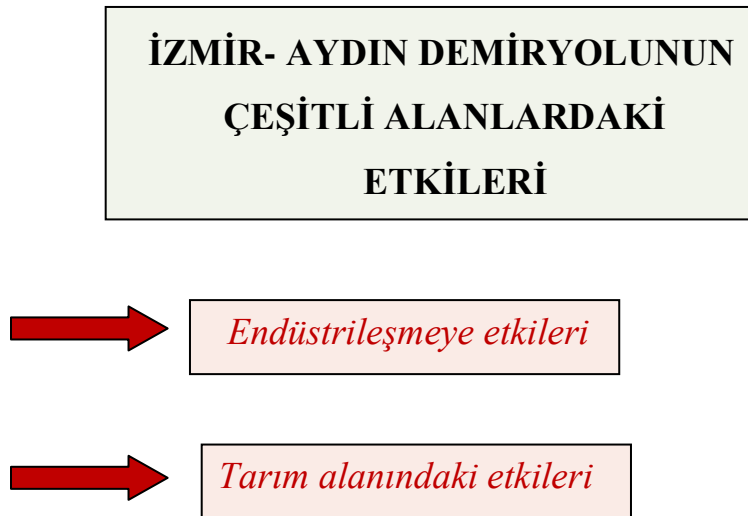 İZMİR- AYDIN DEMİRYOLUNUN
ÇEŞİTLİ ALANLARDAKİ
ETKİLERİ
Endüstrileşmeye etkileri
Tarım alanındaki etkileri